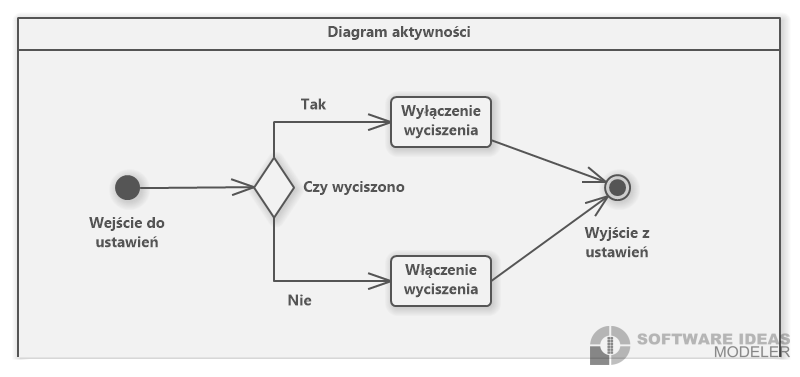 Diagram aktywności
Tak
Wyłączenie
wyciszenia
Czy wyciszono
Wejście do
ustawień
Wyjście z
ustawień
Włączenie
wyciszenia
Nie
SOFTWARE IDEAS
MODELER